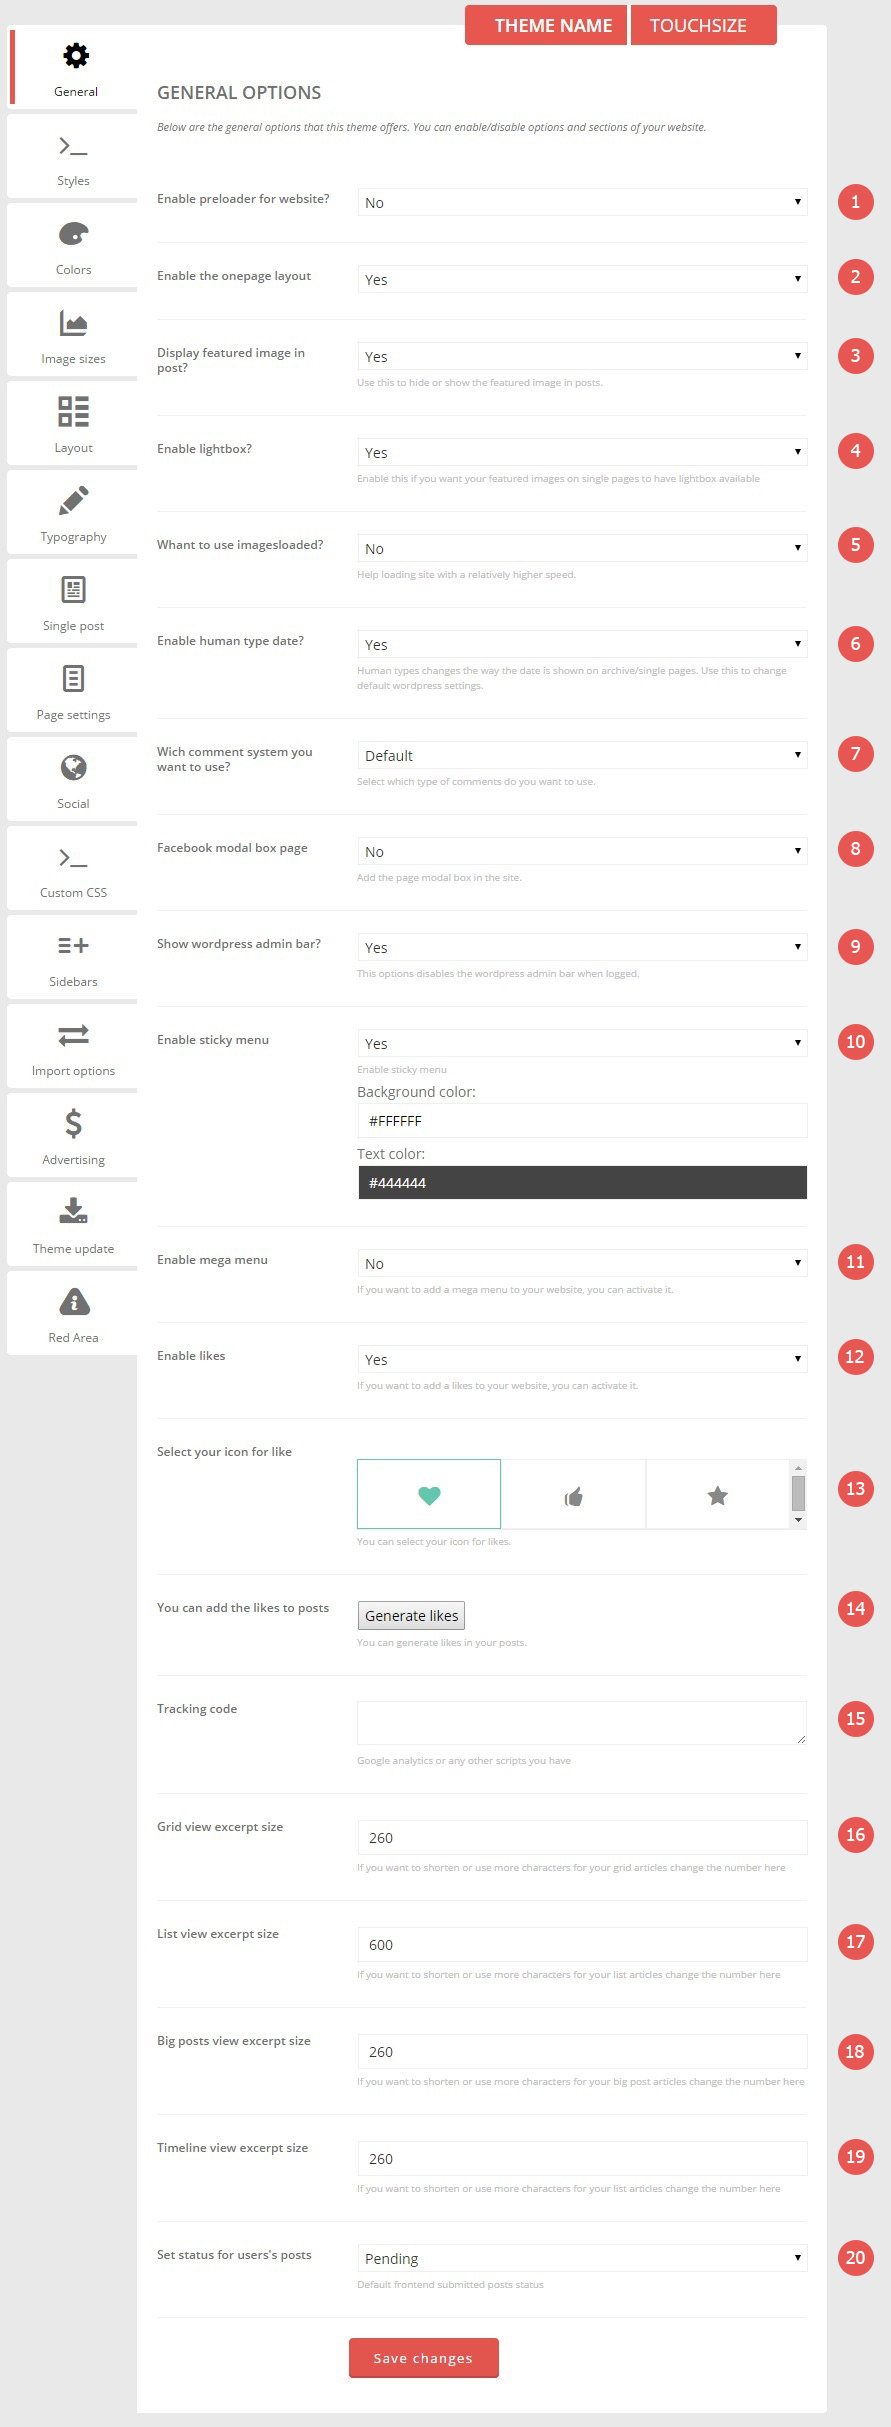 THEME NAME
TOUCHSIZE
General
Styles
Colors
Image sizes
Layout
Typography
Single post
Page settings
Social
Custom CSS
Sidebars
Import options
Advertising
Theme update
Red Area
GENERAL OPTIONS
Below are the general options that this theme offers. You can enable/disable options and sections of your website.
Enable preloader for website?
No
1
Enable the onepage layout
Yes
2
Display featured image in
post?
Yes
Use this to hide or show the featured image in posts.
3
Enable lightbox?
Yes
Enable this if you want your featured images on single pages to have lightbox available
4
Whant to use imagesloaded?
No
Help loading site with a relatively higher speed.
5
Enable human type date?
Yes
Human types changes the way the date is shown on archive/single pages. Use this to change
default wordpress settings.
6
Wich comment system you
want to use?
Default
Select which type of comments do you want to use.
7
Facebook modal box page
No
Add the page modal box in the site.
8
Show wordpress admin bar?
Yes
This options disables the wordpress admin bar when logged.
9
Enable sticky menu
Yes
Enable sticky menu
Background color:
#FFFFFF
Text color:
#444444
10
Enable mega menu
No
If you want to add a mega menu to your website, you can activate it.
11
Enable likes
Yes
If you want to add a likes to your website, you can activate it.
12
Select your icon for like
You can select your icon for likes.
13
You can add the likes to posts
Generate likes
You can generate likes in your posts.
14
Tracking code
Google analytics or any other scripts you have
15
Grid view excerpt size
260
If you want to shorten or use more characters for your grid articles change the number here
16
List view excerpt size
600
If you want to shorten or use more characters for your list articles change the number here
17
Big posts view excerpt size
260
If you want to shorten or use more characters for your big post articles change the number here
18
Timeline view excerpt size
260
If you want to shorten or use more characters for your list articles change the number here
19
Set status for users's posts
Pending
Default frontend submitted posts status
20
Save changes